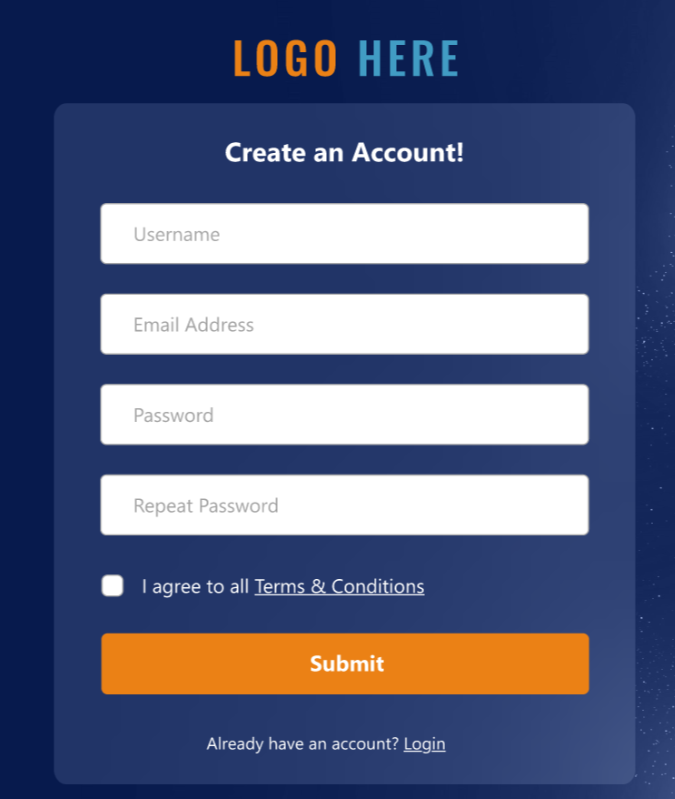 LOGO HERE
Create an Account!
Username
Email Address
Password
Repeat Password
I agree to all Terms & Conditions
Submit
Already have an account? Login